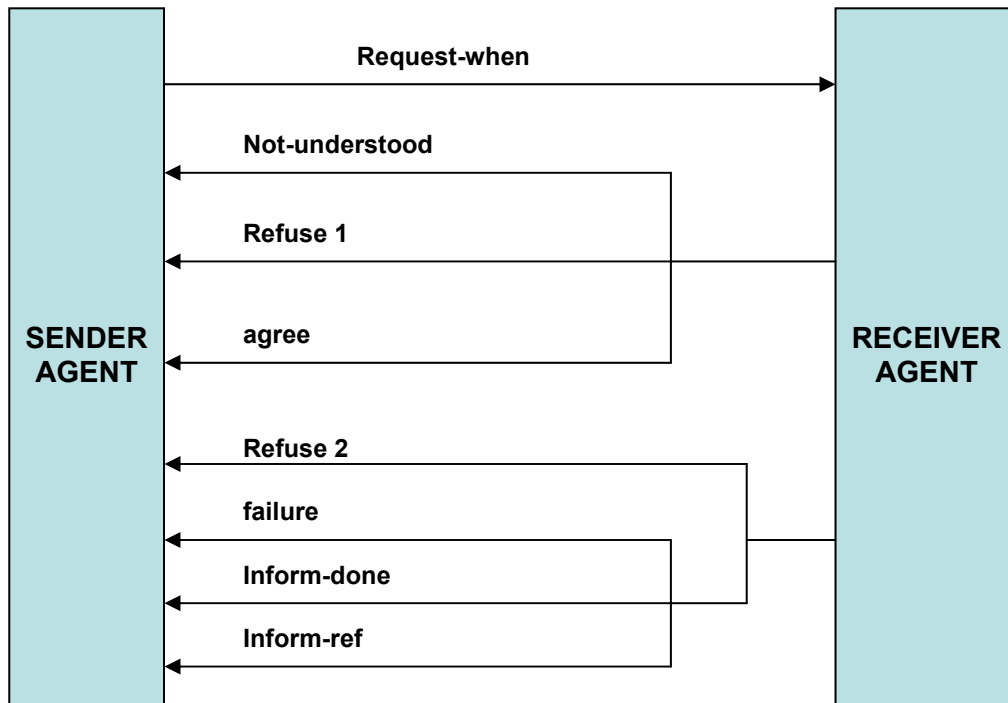 Request-when
Not-understood
Refuse 1
agree
SENDER
AGENT
RECEIVER
AGENT
Refuse 2
failure
Inform-done
Inform-ref